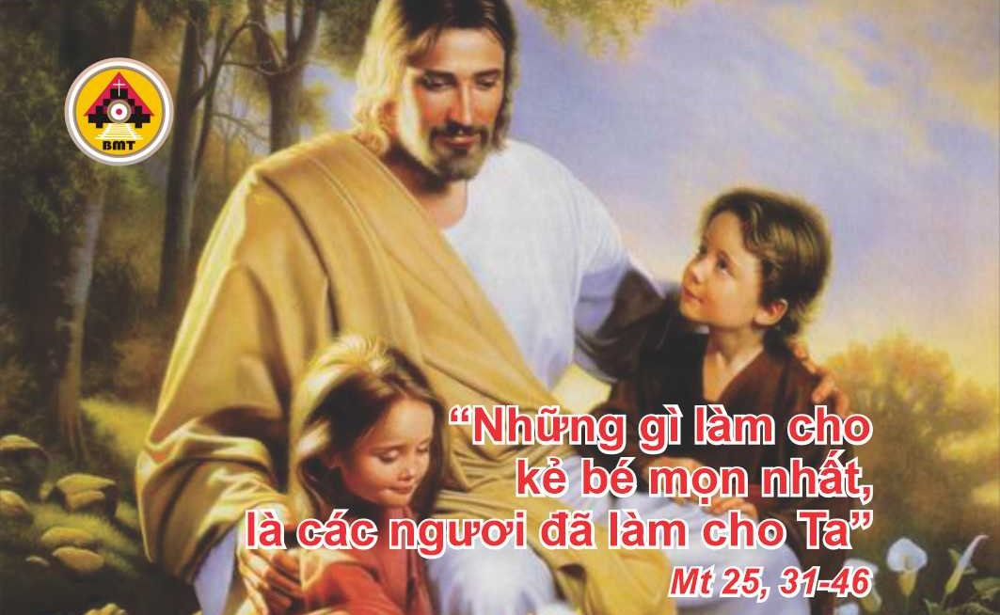 BMT
“Những gì làm cho
kẻ bé mọn nhất,
là các ngươi đã làm cho Ta”
Mt 25, 31-46